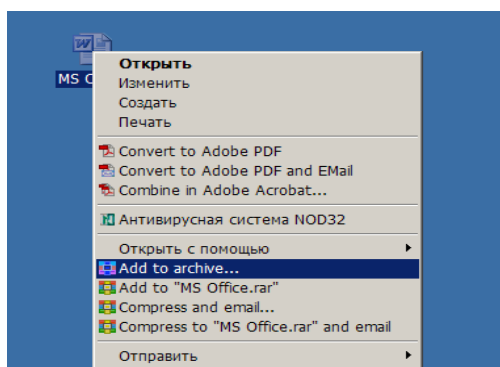 MS O
Открыть
Изменить
Создать
Печать
Convert to Adobe PDF
Convert to Adobe PDF and EMail
Combine in Adobe Acrobat...
Антивирусная система NOD32
Открыть с помощью
Add to archive...
Add to "MS Office.rar"
Compress and email...
Compress to "MS Office.rar" and email
Отправить